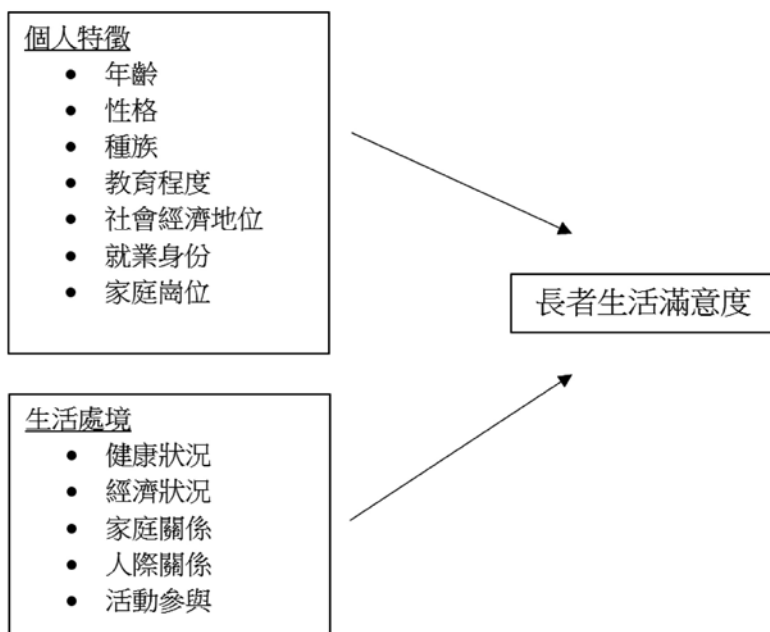 個人特徵
• 年齡
• 性格
• 種族
• 教育程度
• 社會經濟地位
• 就業身份
• 家庭崗位
長者生活滿意度
生活處境
• 健康狀況
• 經濟狀況
• 家庭關係
• 人際關係
• 活動參與